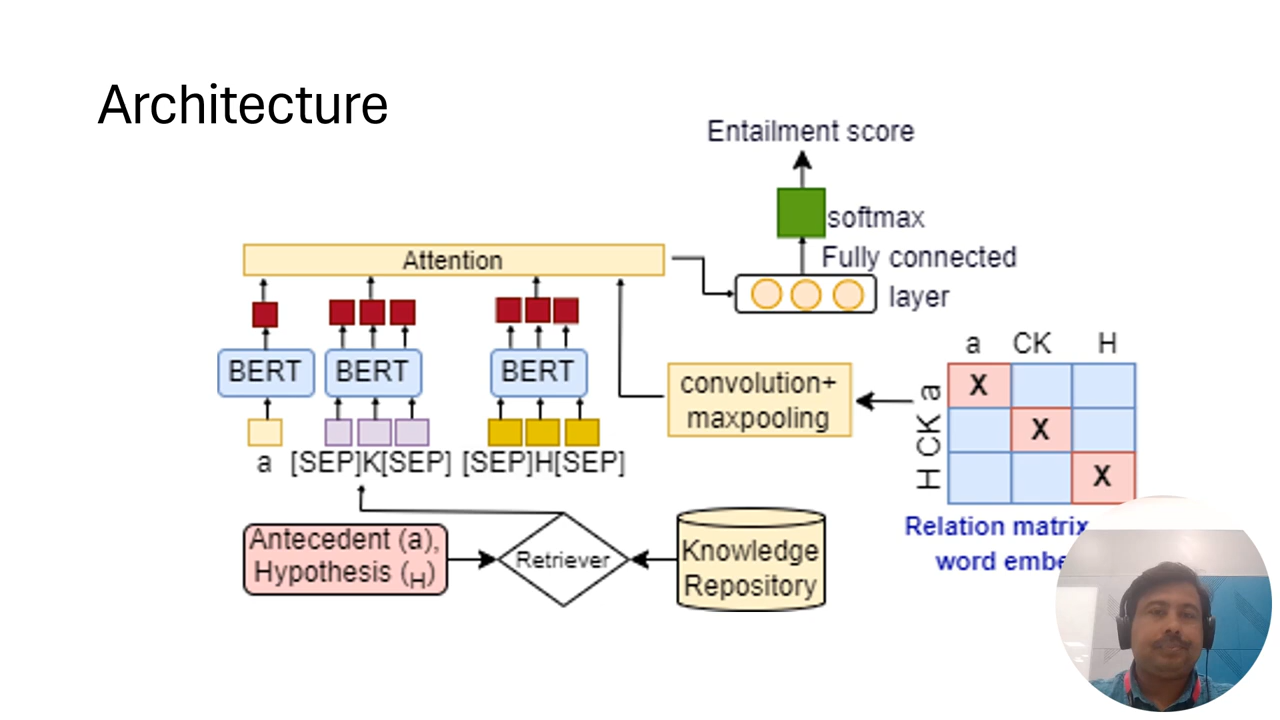 Architecture
Entailment score
softmax
Fully connected
layer
Attention
BERT
BERT
BERT
a
[SEP]K[SEP]
[SEP]H[SEP]
convolution+
maxpooling
a CK H
a
CK
H
X
X
X
Relation matrix
word embe
Antecedent (a),
Hypothesis (H)
Retriever
Knowledge
Repository